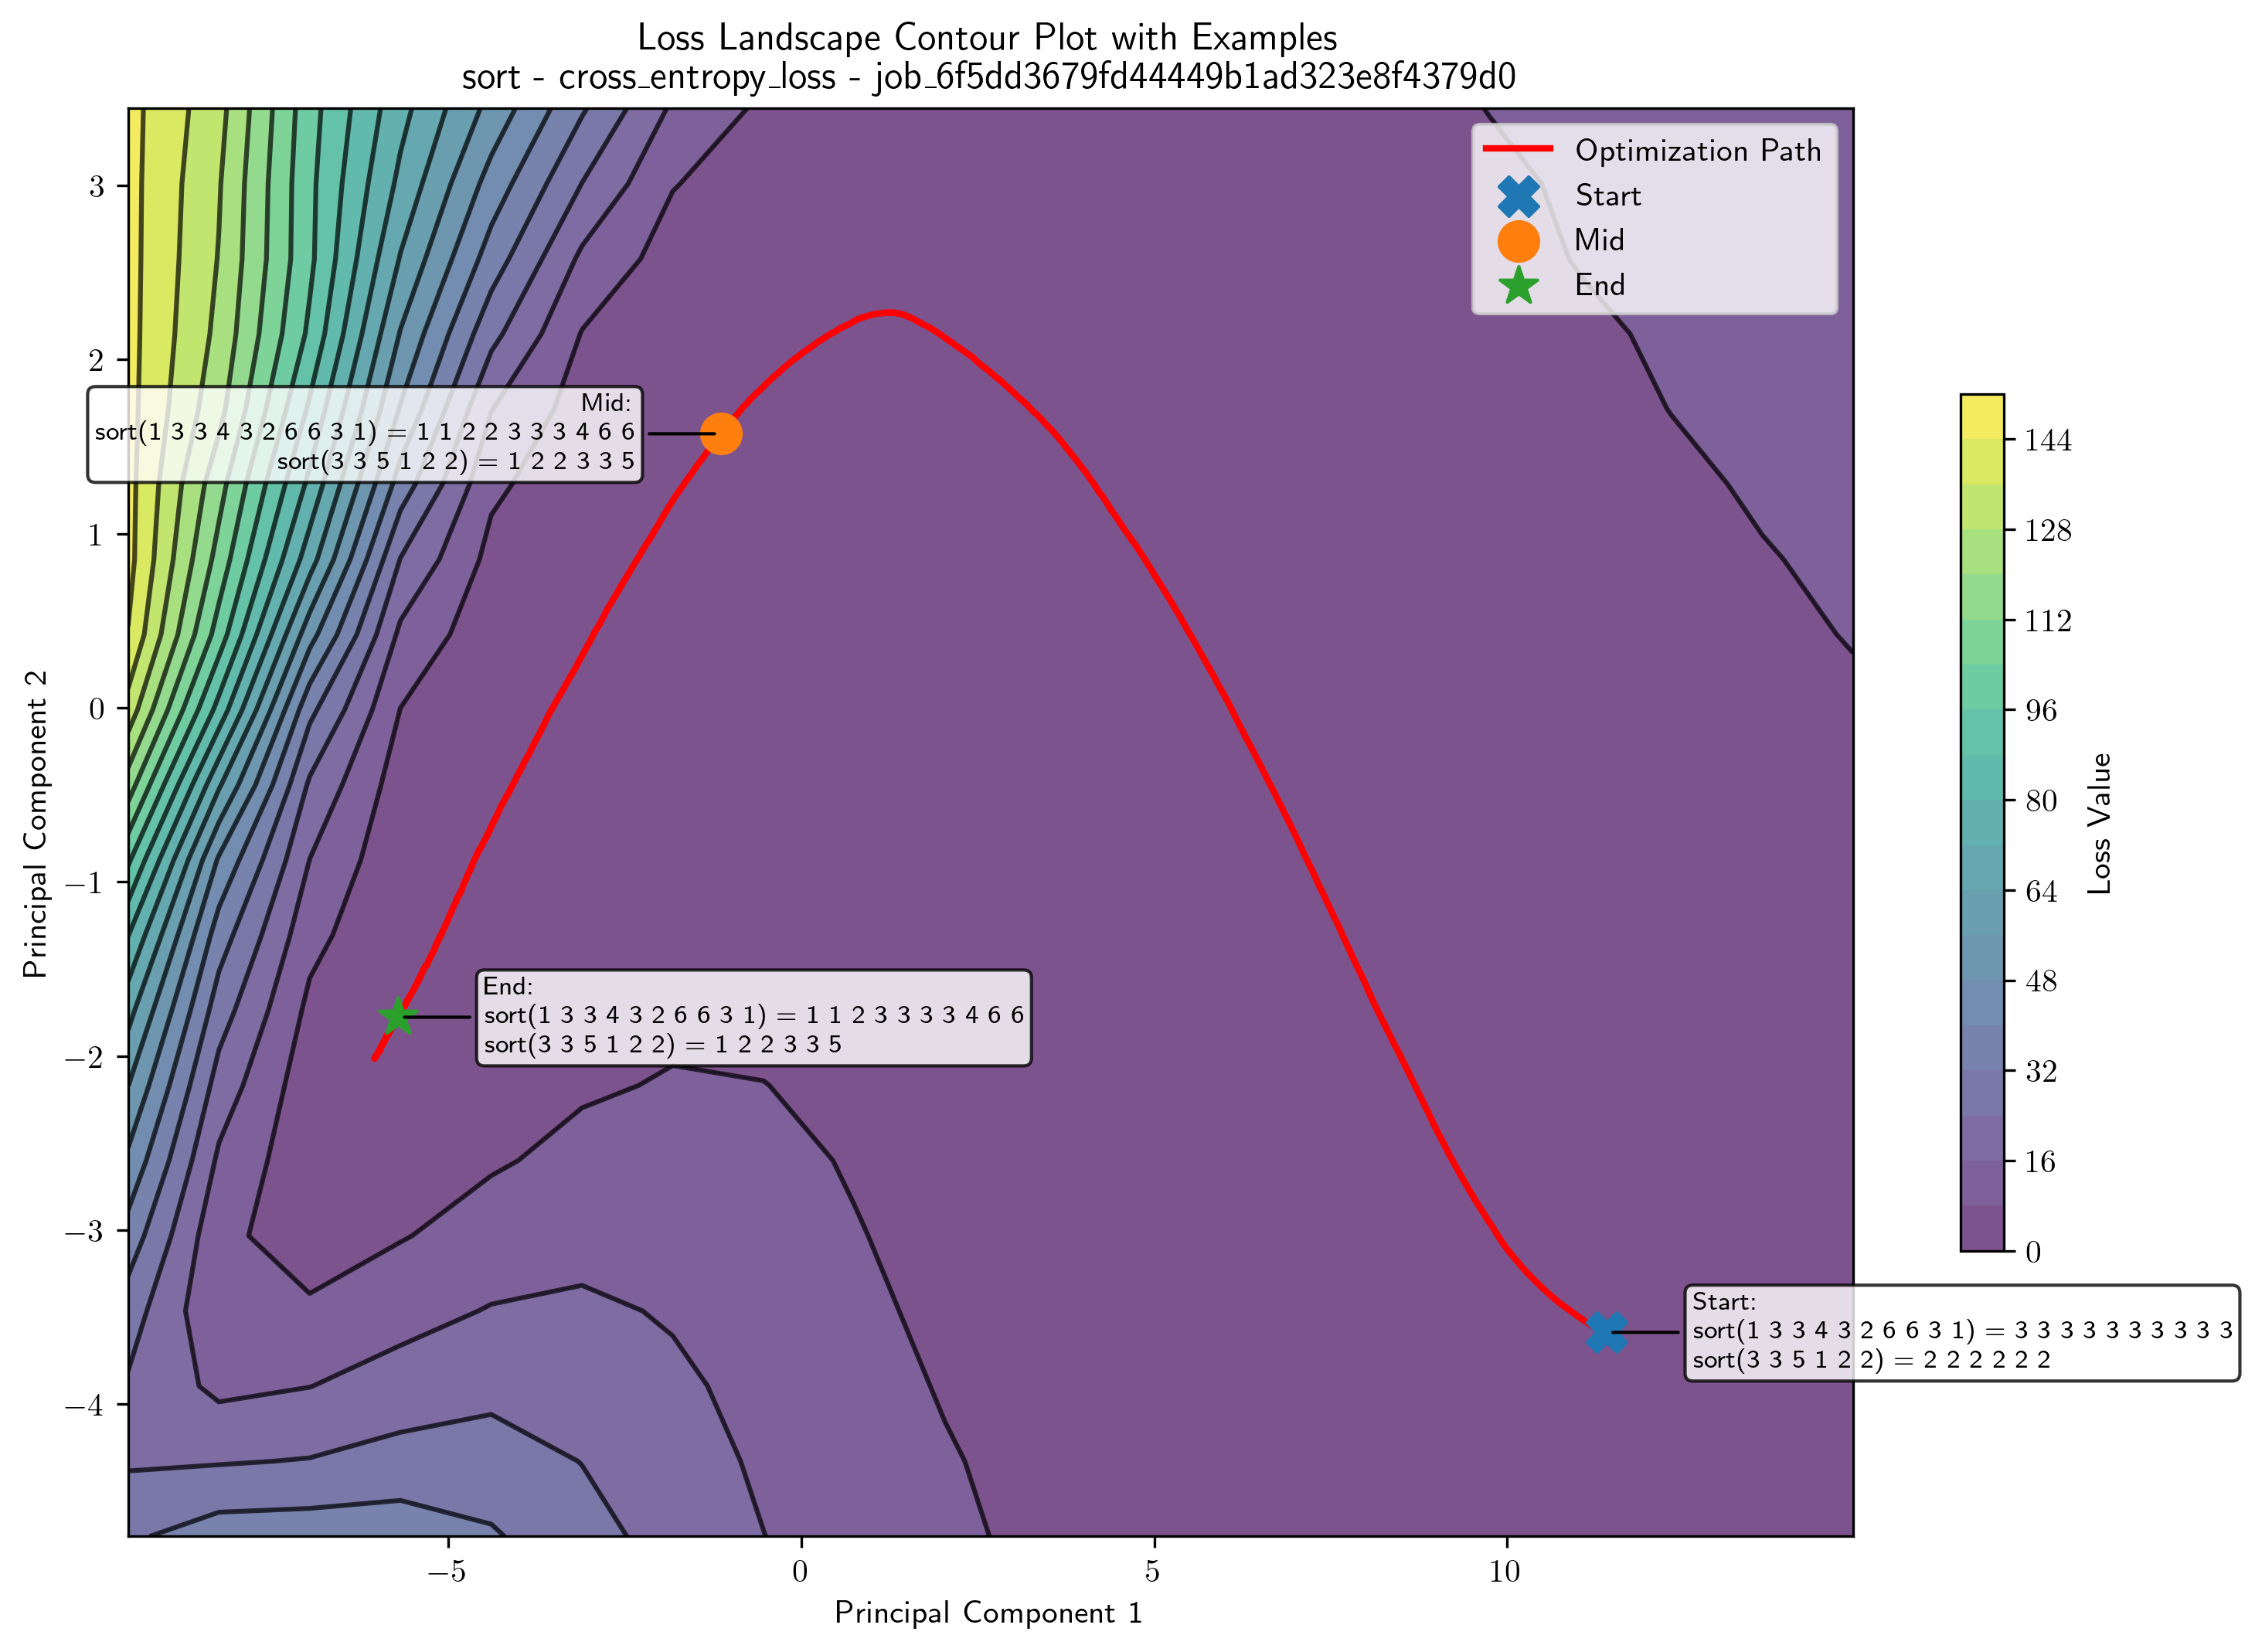 Loss Landscape Contour Plot with Examples
sort - cross_entropy_loss - job_6f5dd3679fd44449b1ad323e8f4379d0
Optimization Path
Start
Mid
End
3
2
1
0
−1
−2
−3
−4
Principal Component 2
Mid:
sort(1 3 3 4 3 2 6 6 3 1) = 1 1 2 2 3 3 3 4 6 6
sort(3 3 5 1 2 2) = 1 2 2 3 3 5
End:
sort(1 3 3 4 3 2 6 6 3 1) = 1 1 2 3 3 3 3 4 6 6
sort(3 3 5 1 2 2) = 1 2 2 3 3 5
Start:
sort(1 3 3 4 3 2 6 6 3 1) = 3 3 3 3 3 3 3 3 3 3
sort(3 3 5 1 2 2) = 2 2 2 2 2 2
−5
0
5
10
Principal Component 1
144
128
112
96
80
64
48
32
16
0
Loss Value